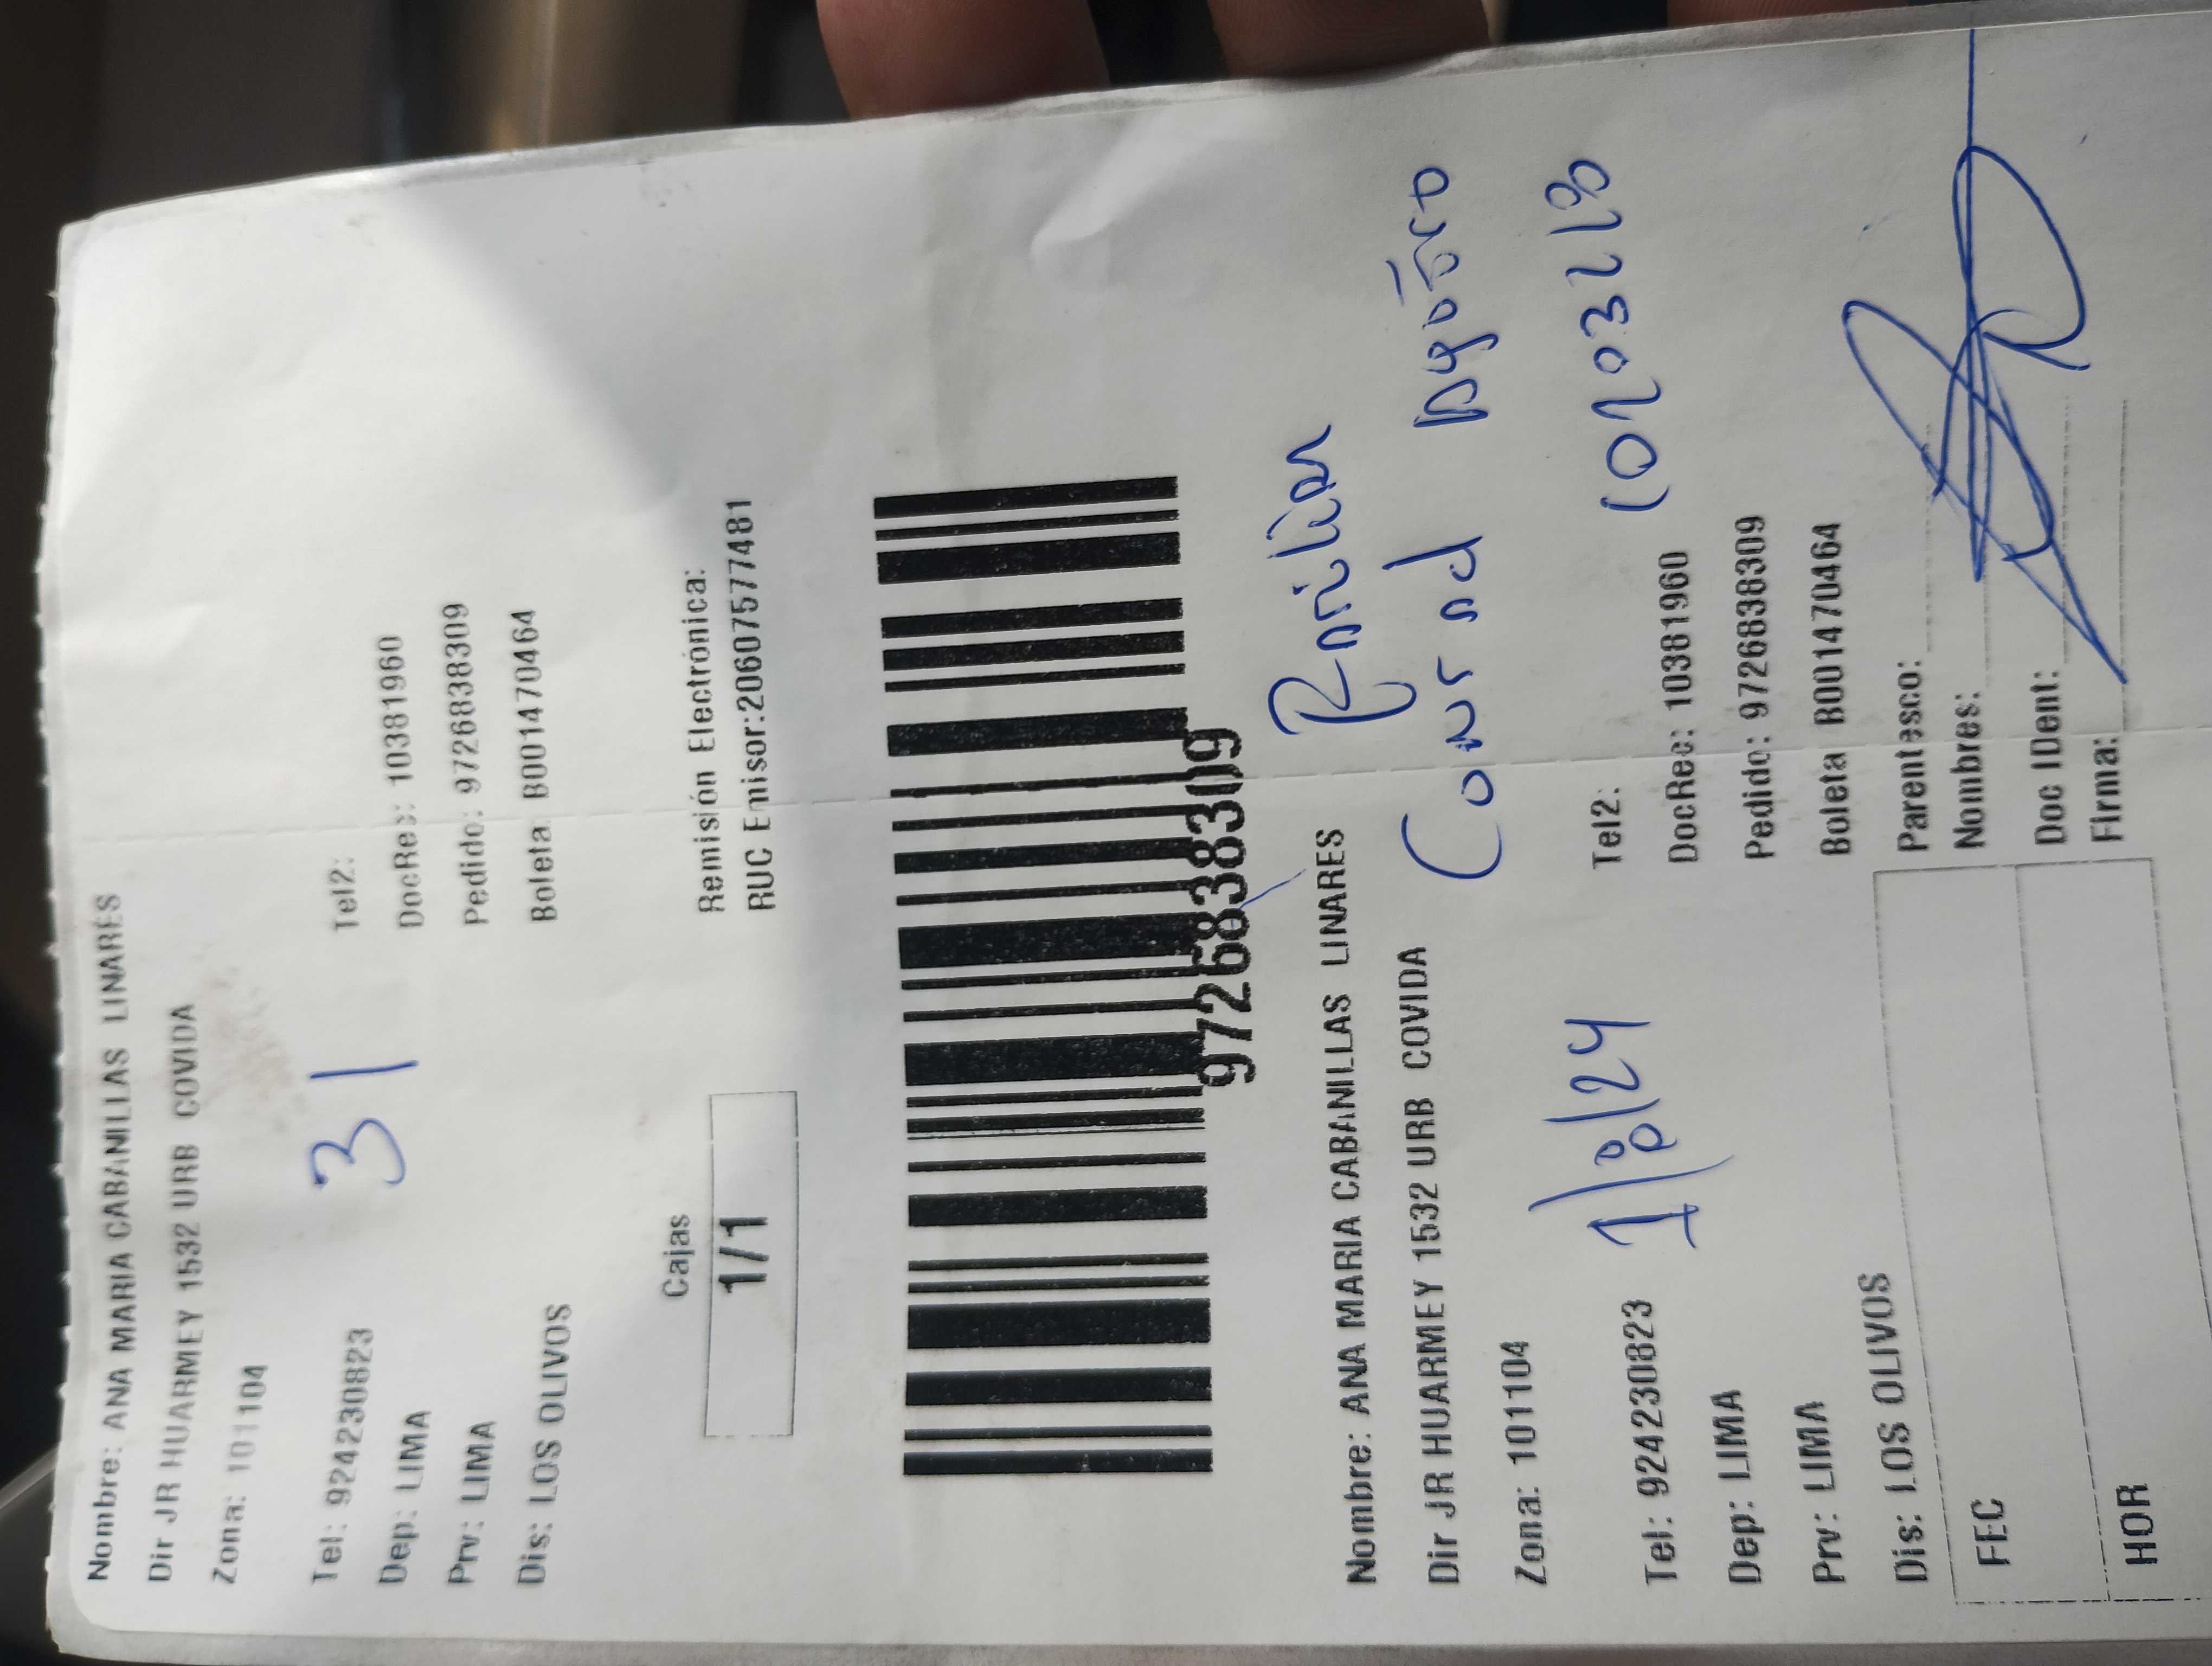 Nombre: ANA MARIA CABANILLAS LINARES
Dir JR HUARMEY 1532 URB COVIDA
Zona: 101104
31
Tel: 924230823 Tel2:
Dep: LIMA DocRec: 10381960
Prv: LIMA Pedido: 9726838309
Dis: LOS OLIVOS Boleta B001470464
Cajas Remisión Electrónica:
1/1 RUC Emisor:20607577481
9726838309
Nombre: ANA MARIA CABANILLAS LINARES
Dir JR HUARMEY 1532 URB COVIDA
Zona: 101104
Tel: 924230823 Tel2:
Dep: LIMA DocRec: 10381960
Prv: LIMA Pedido: 9726838309
Dis: LOS OLIVOS Boleta B001470464
FEC Parentesco:
Nombres:
Doc IDent:
HOR Firma: